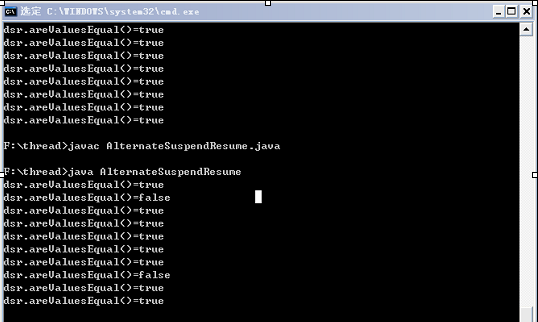 选定 C:\WINDOWS\system32\cmd.exe
dsr.areValuesEqual()=true
dsr.areValuesEqual()=true
dsr.areValuesEqual()=true
dsr.areValuesEqual()=true
dsr.areValuesEqual()=true
dsr.areValuesEqual()=true
dsr.areValuesEqual()=true
dsr.areValuesEqual()=true
F:\thread>javac AlternateSuspendResume.java
F:\thread>java AlternateSuspendResume
dsr.areValuesEqual()=true
dsr.areValuesEqual()=false
dsr.areValuesEqual()=true
dsr.areValuesEqual()=true
dsr.areValuesEqual()=true
dsr.areValuesEqual()=true
dsr.areValuesEqual()=true
dsr.areValuesEqual()=false
dsr.areValuesEqual()=true
dsr.areValuesEqual()=true